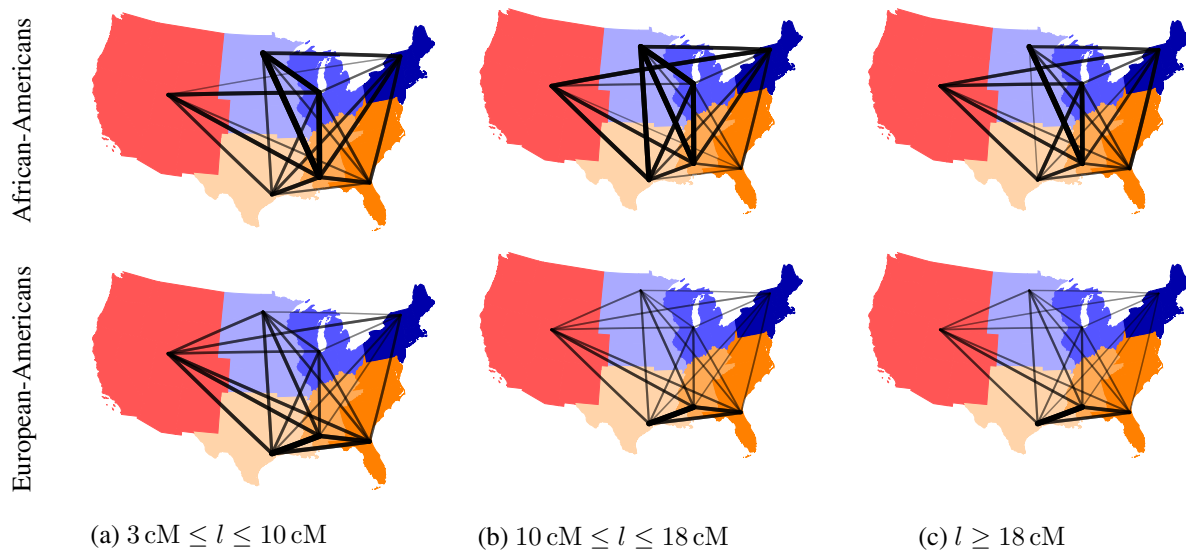 African-Americans
European-Americans
(a) 3 cM ≤ l ≤ 10 cM
(b) 10 cM ≤ l ≤ 18 cM
(c) l ≥ 18 cM